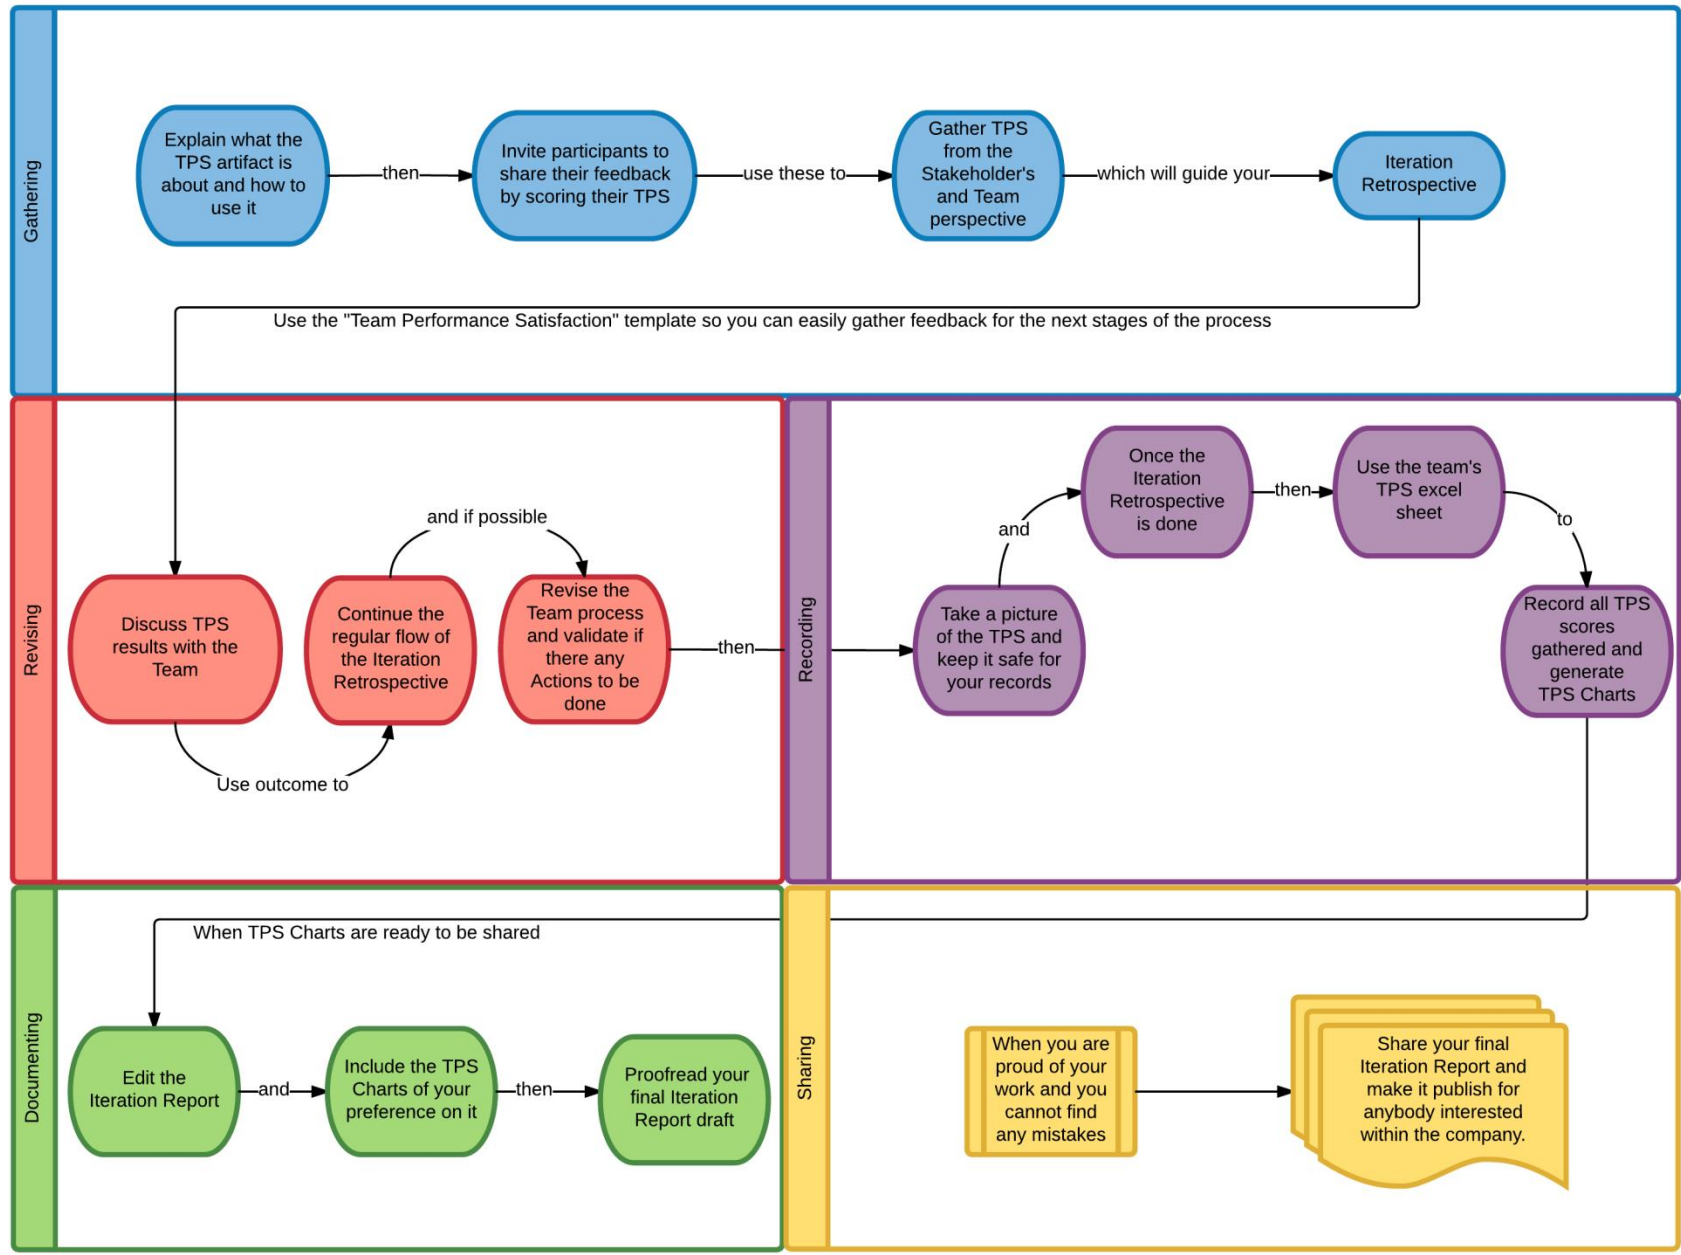 Gathering
Explain what the
TPS artifact is
about and how to
use it
then
Invite participants to
share their feedback
by scoring their TPS
use these to
Gather TPS
from the
Stakeholder's
and Team
perspective
which will guide your
Iteration
Retrospective
Use the "Team Performance Satisfaction" template so you can easily gather feedback for the next stages of the process
Revising
Discuss TPS
results with the
Team
Use outcome to
Continue the
regular flow of
the Iteration
Retrospective
and if possible
Revise the
Team process
and validate if
there any
Actions to be
done
then
Recording
Take a picture
of the TPS and
keep it safe for
your records
and
Once the
Iteration
Retrospective
is done
then
Use the team's
TPS excel
sheet
to
Record all TPS
scores
gathered and
generate
TPS Charts
Documenting
When TPS Charts are ready to be shared
Edit the
Iteration Report
and
Include the TPS
Charts of your
preference on it
then
Proofread your
final Iteration
Report draft
Sharing
When you are
proud of your
work and you
cannot find
any mistakes
Share your final
Iteration Report and
make it publish for
anybody interested
within the company.